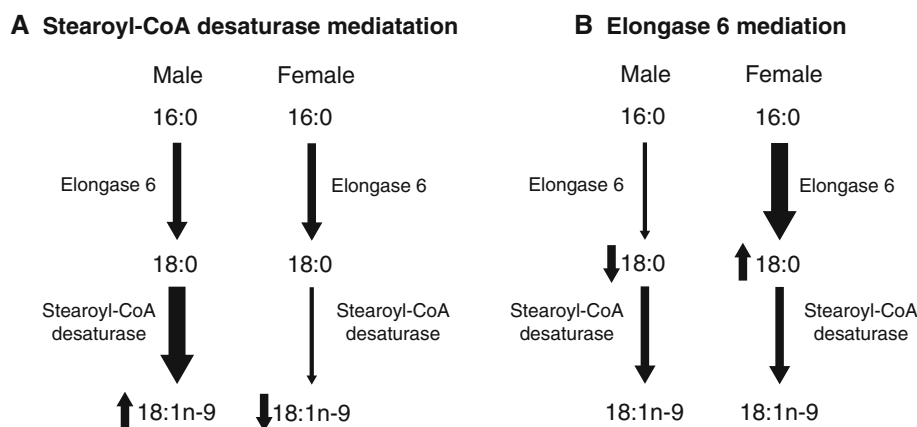 A Stearoyl-CoA desaturase mediatation
Male Female
16:0 16:0
Elongase 6 Elongase 6
18:0 18:0
Stearoyl-CoA Stearoyl-CoA
desaturase desaturase
18:1n-9 18:1n-9
B Elongase 6 mediation
Male Female
16:0 16:0
Elongase 6 Elongase 6
18:0 18:0
Stearoyl-CoA Stearoyl-CoA
desaturase desaturase
18:1n-9 18:1n-9